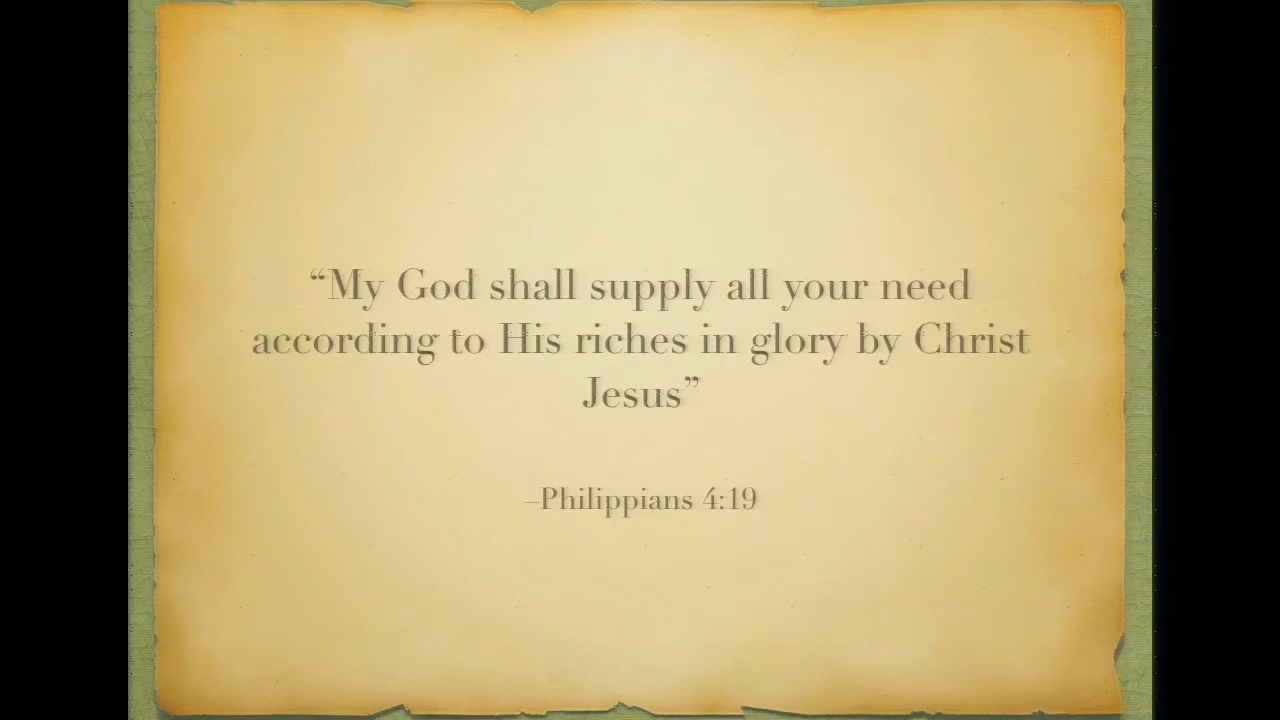 “My God shall supply all your need
according to His riches in glory by Christ
Jesus”
–Philippians 4:19